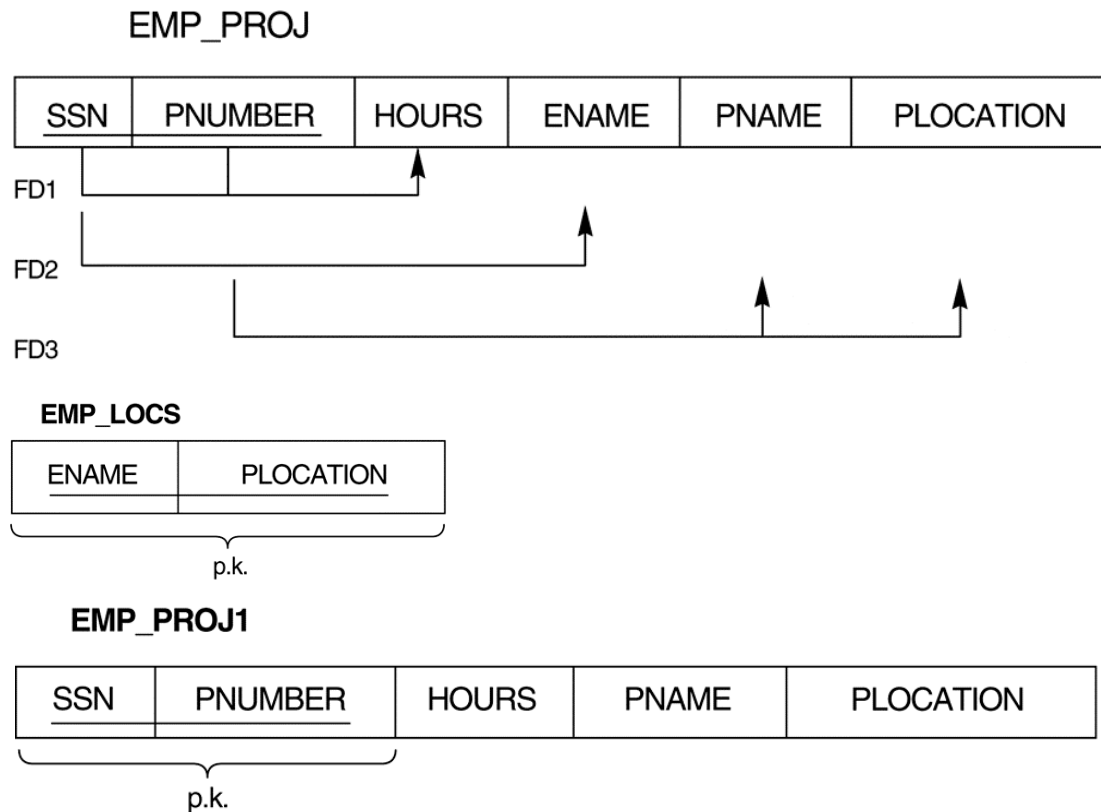 EMP_PROJ
SSN PNUMBER HOURS ENAME PNAME PLOCATION
FD1
FD2
FD3
EMP_LOCS
ENAME PLOCATION
p.k.
EMP_PROJ1
SSN PNUMBER HOURS PNAME PLOCATION
p.k.